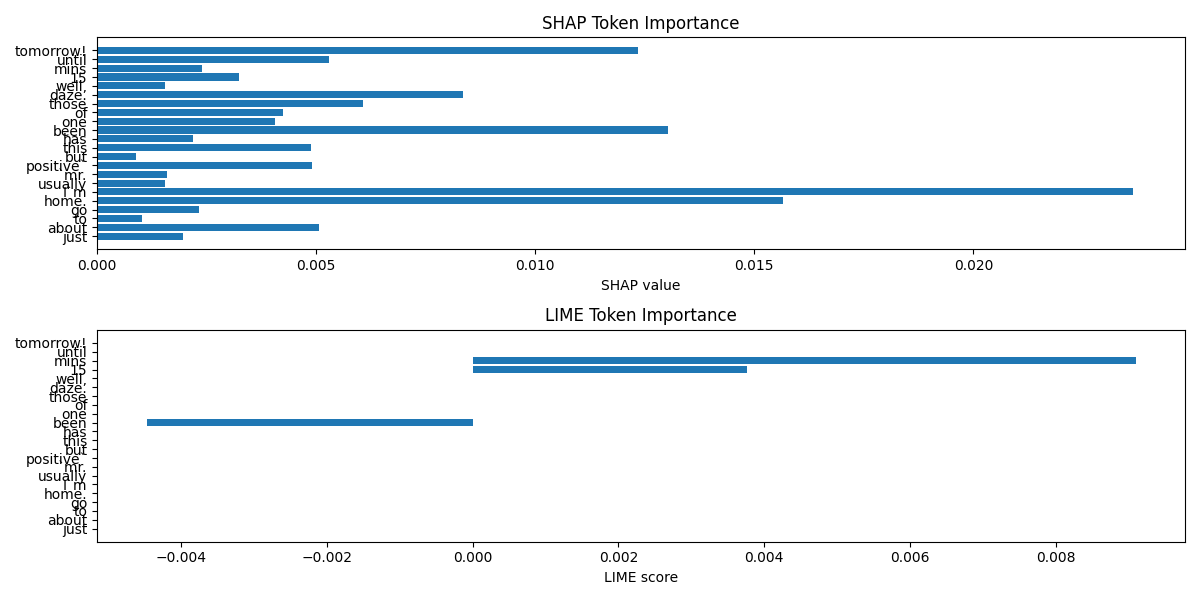 SHAP Token Importance
tomorrow!
until
mins
15
well,
daze.
those
of
one
been
has
this
but
positive
mr.
usually
I'm
home.
go
to
about
just
0.000 0.005 0.010 0.015 0.020
SHAP value
LIME Token Importance
tomorrow!
until
mins
15
well,
daze.
those
of
one
been
has
this
but
positive
mr.
usually
I'm
home.
go
to
about
just
−0.004 −0.002 0.000 0.002 0.004 0.006 0.008
LIME score